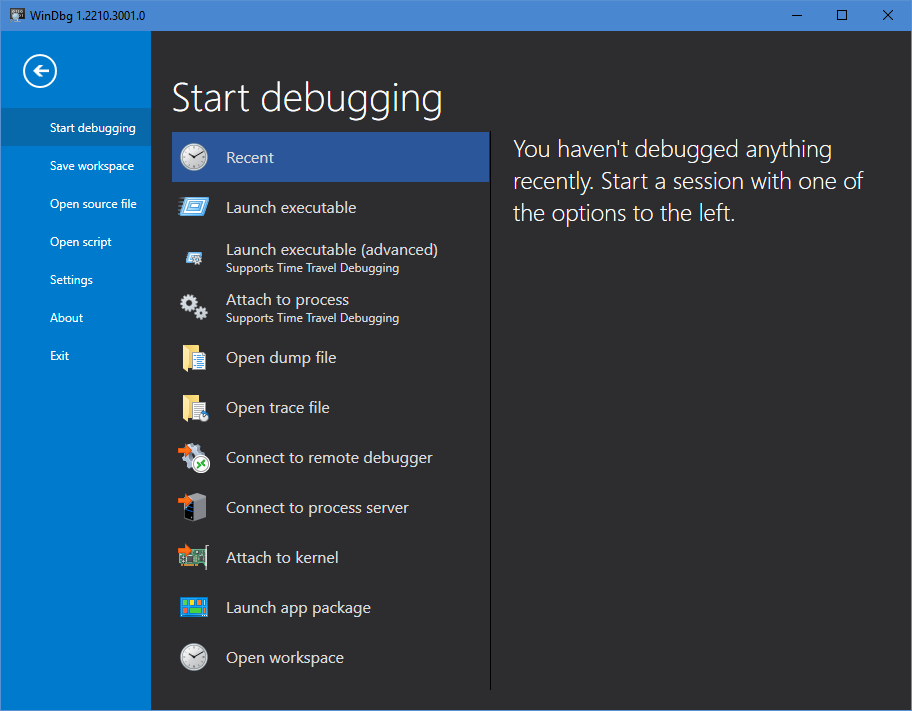 WinDbg 1.2210.3001.0
Start debugging
Save workspace
Open source file
Open script
Settings
About
Exit
Start debugging
Recent
Launch executable
Launch executable (advanced)
Supports Time Travel Debugging
Attach to process
Supports Time Travel Debugging
Open dump file
Open trace file
Connect to remote debugger
Connect to process server
Attach to kernel
Launch app package
Open workspace
You haven't debugged anything
recently. Start a session with one of
the options to the left.